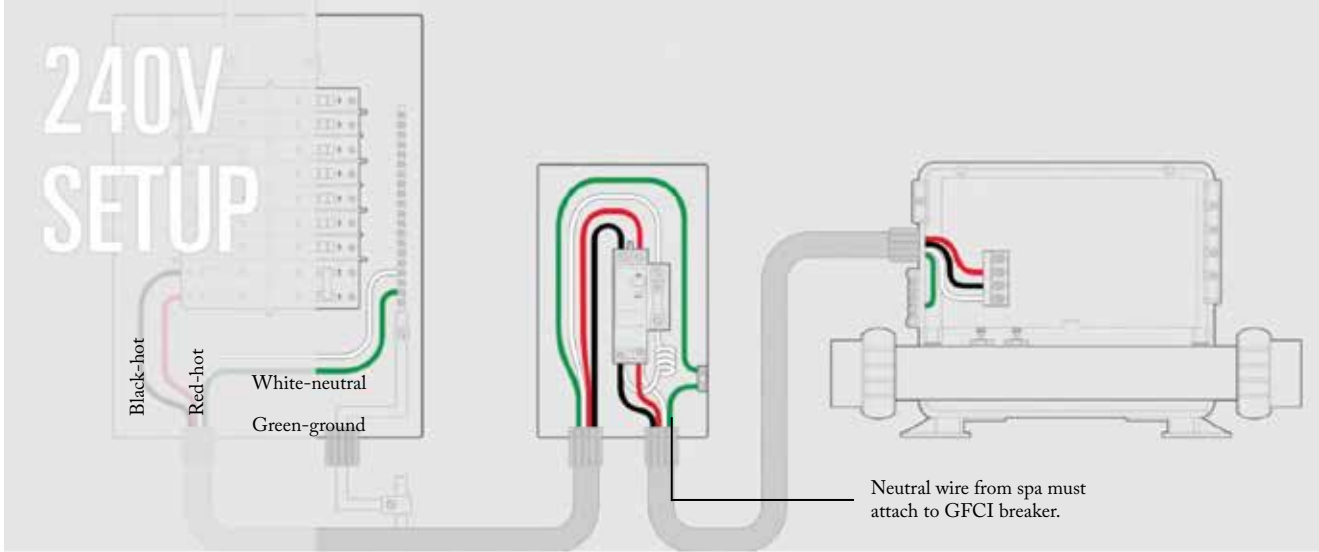 240V
SETUP
Black-hot
Red-hot
White-neutral
Green-ground
Neutral wire from spa must
attach to GFCI breaker.